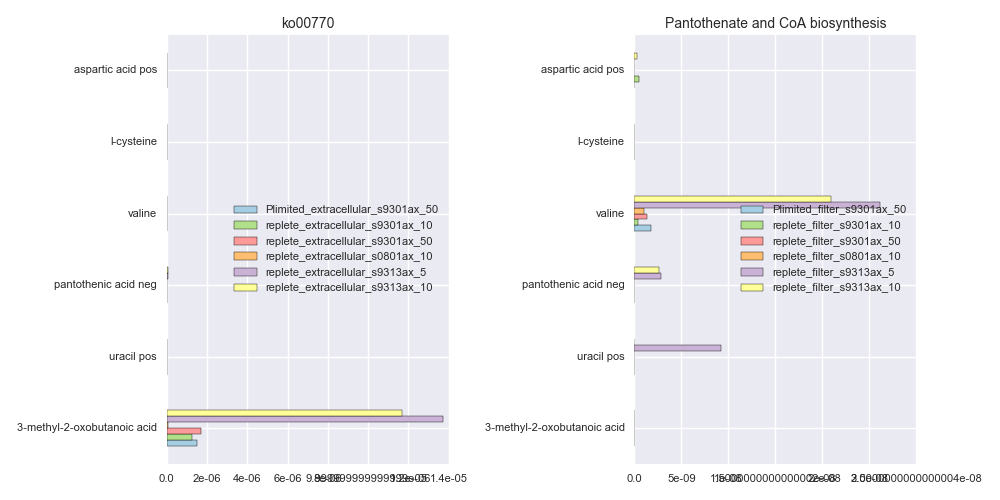 ko00770
aspartic acid pos
l-cysteine
valine
pantothenic acid neg
uracil pos
3-methyl-2-oxobutanoic acid
Plimited_extracellular_s9301ax_50
replete_extracellular_s9301ax_10
replete_extracellular_s9301ax_50
replete_extracellular_s0801ax_10
replete_extracellular_s9313ax_5
replete_extracellular_s9313ax_10
0.0 2e-06 4e-06 6e-06 1.4e-05
Pantothenate and CoA biosynthesis
aspartic acid pos
l-cysteine
valine
pantothenic acid neg
uracil pos
3-methyl-2-oxobutanoic acid
Plimited_filter_s9301ax_50
replete_filter_s9301ax_10
replete_filter_s9301ax_50
replete_filter_s0801ax_10
replete_filter_s9313ax_5
replete_filter_s9313ax_10
0.0 5e-09